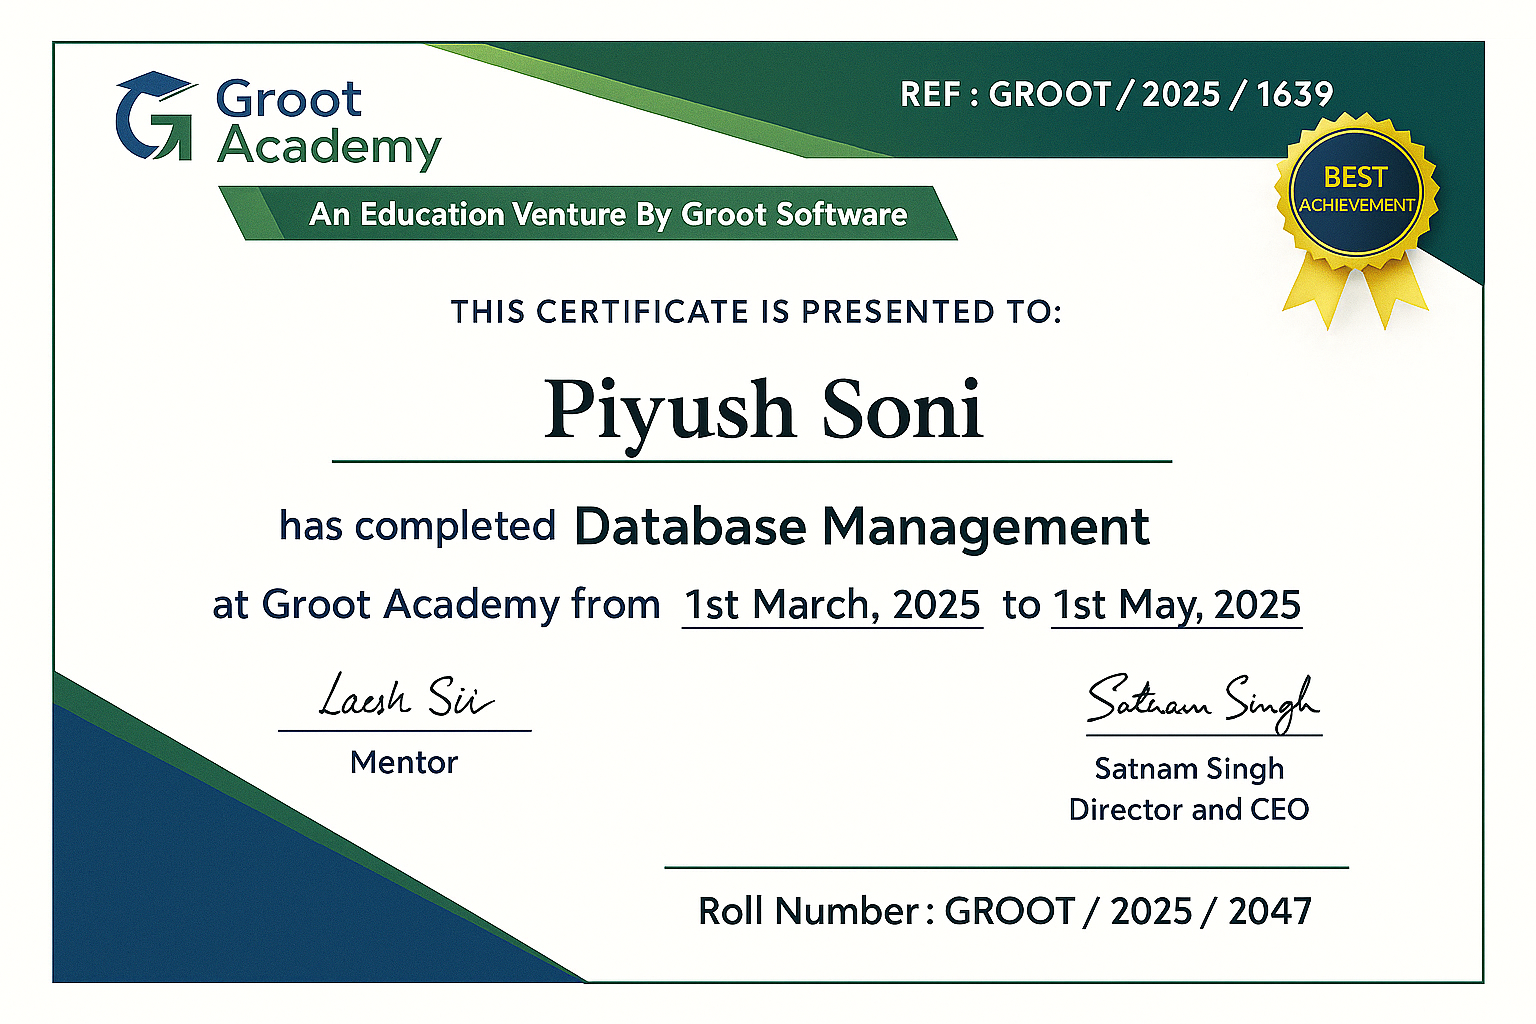 Groot
Academy
REF : GROOT / 2025 / 1639
BEST
ACHIEVEMENT
An Education Venture By Groot Software
THIS CERTIFICATE IS PRESENTED TO:
Piyush Soni
has completed Database Management
at Groot Academy from 1st March, 2025 to 1st May, 2025
Satnam Singh
Mentor
Satnam Singh
Director and CEO
Roll Number : GROOT / 2025 / 2047